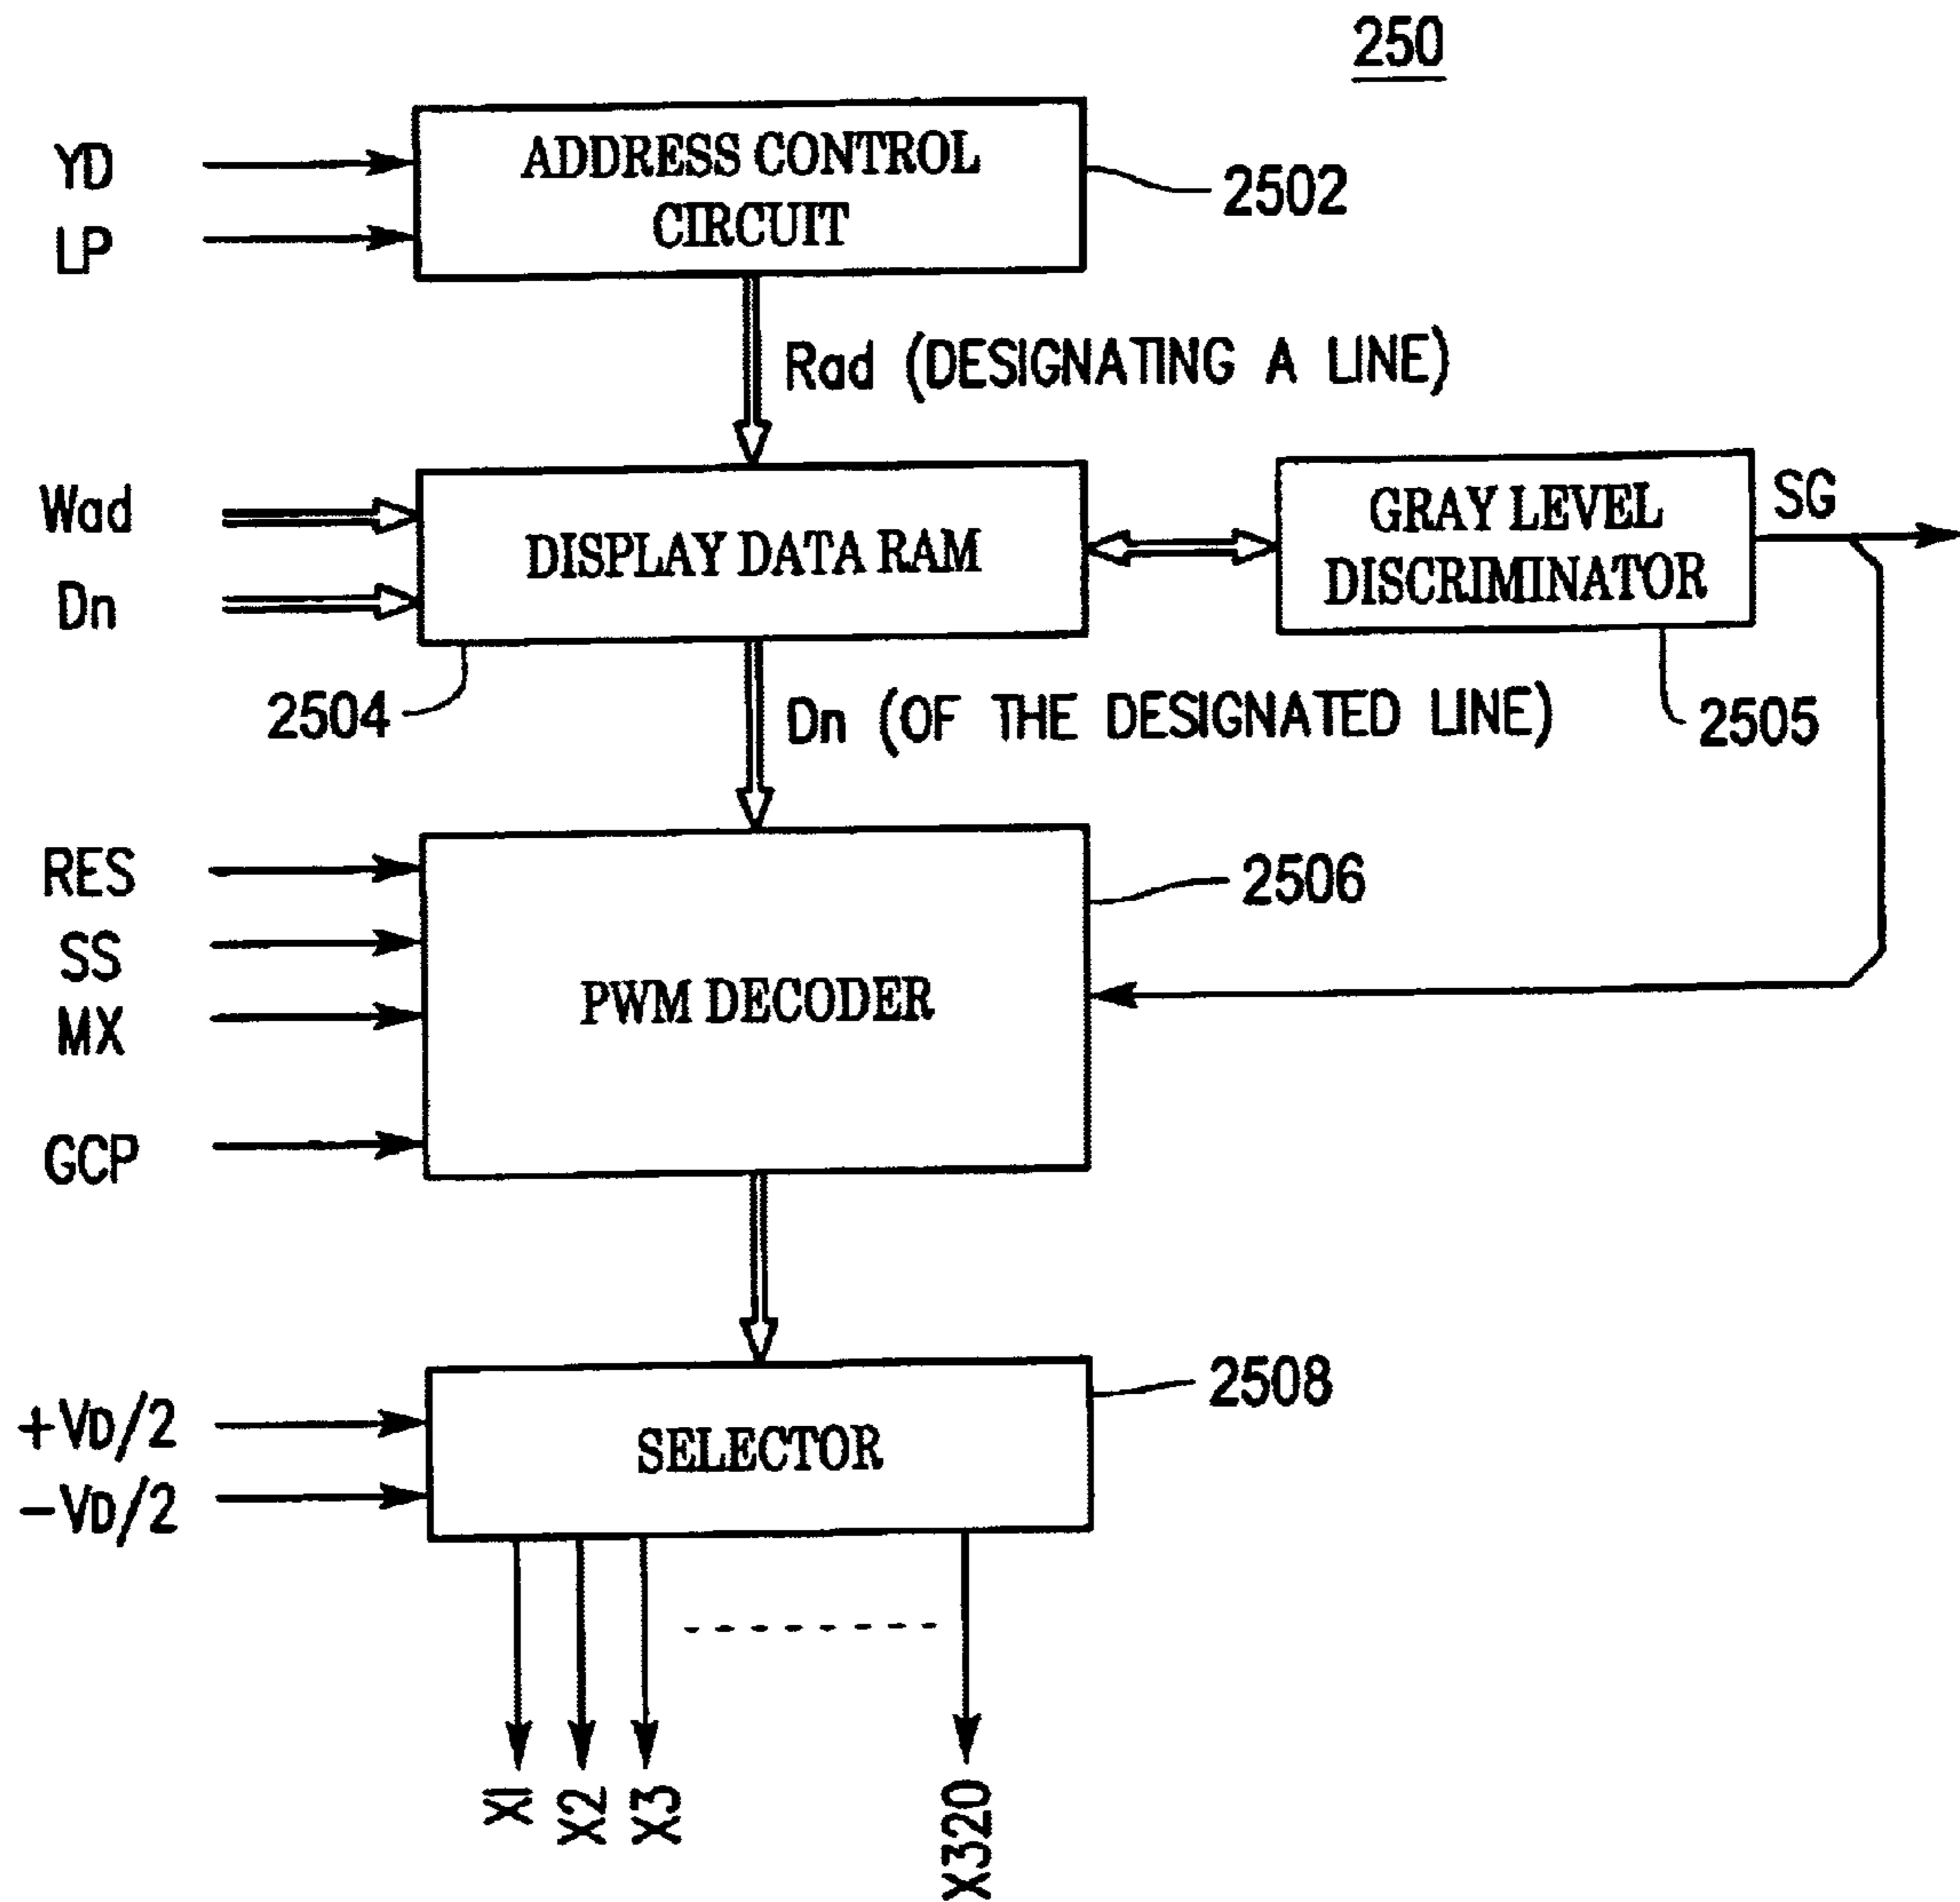 250
YD
LP
ADDRESS CONTROL
CIRCUIT
2502
Rad (DESIGNATING A LINE)
Wad
Dn
DISPLAY DATA RAM
GRAY LEVEL
DISCRIMINATOR
SG
2504
Dn (OF THE DESIGNATED LINE)
2505
RES
SS
MX
GCP
PWM DECODER
2506
+VD/2
-VD/2
SELECTOR
2508
X1
X2
X3
X320